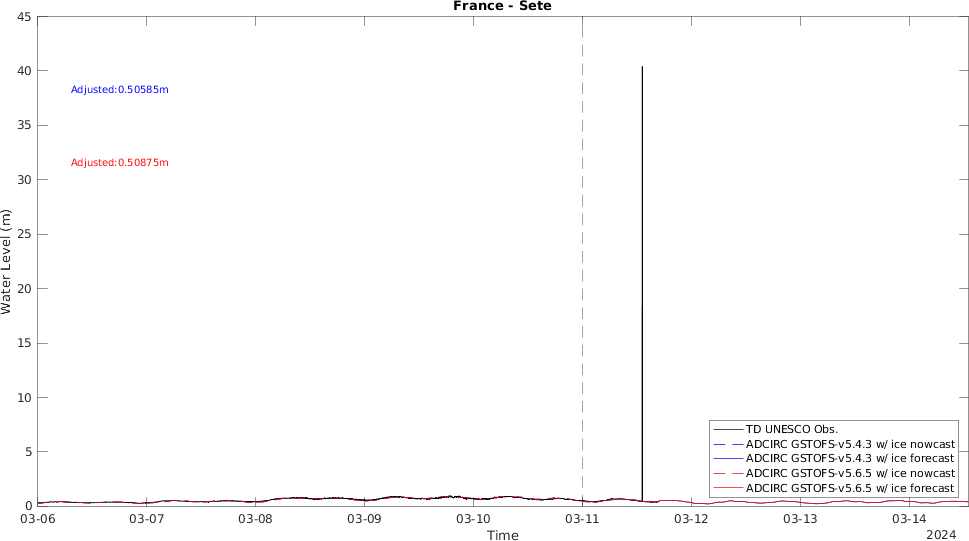 France - Sete
45
40
35
30
25
20
15
10
5
0
Water Level (m)
Adjusted:0.50585m
Adjusted:0.50875m
TD UNESCO Obs.
ADCIRC GSTOFS-v5.4.3 w/ ice nowcast
ADCIRC GSTOFS-v5.4.3 w/ ice forecast
ADCIRC GSTOFS-v5.6.5 w/ ice nowcast
ADCIRC GSTOFS-v5.6.5 w/ ice forecast
03-06 03-07 03-08 03-09 03-10 03-11 03-12 03-13 03-14
Time
2024